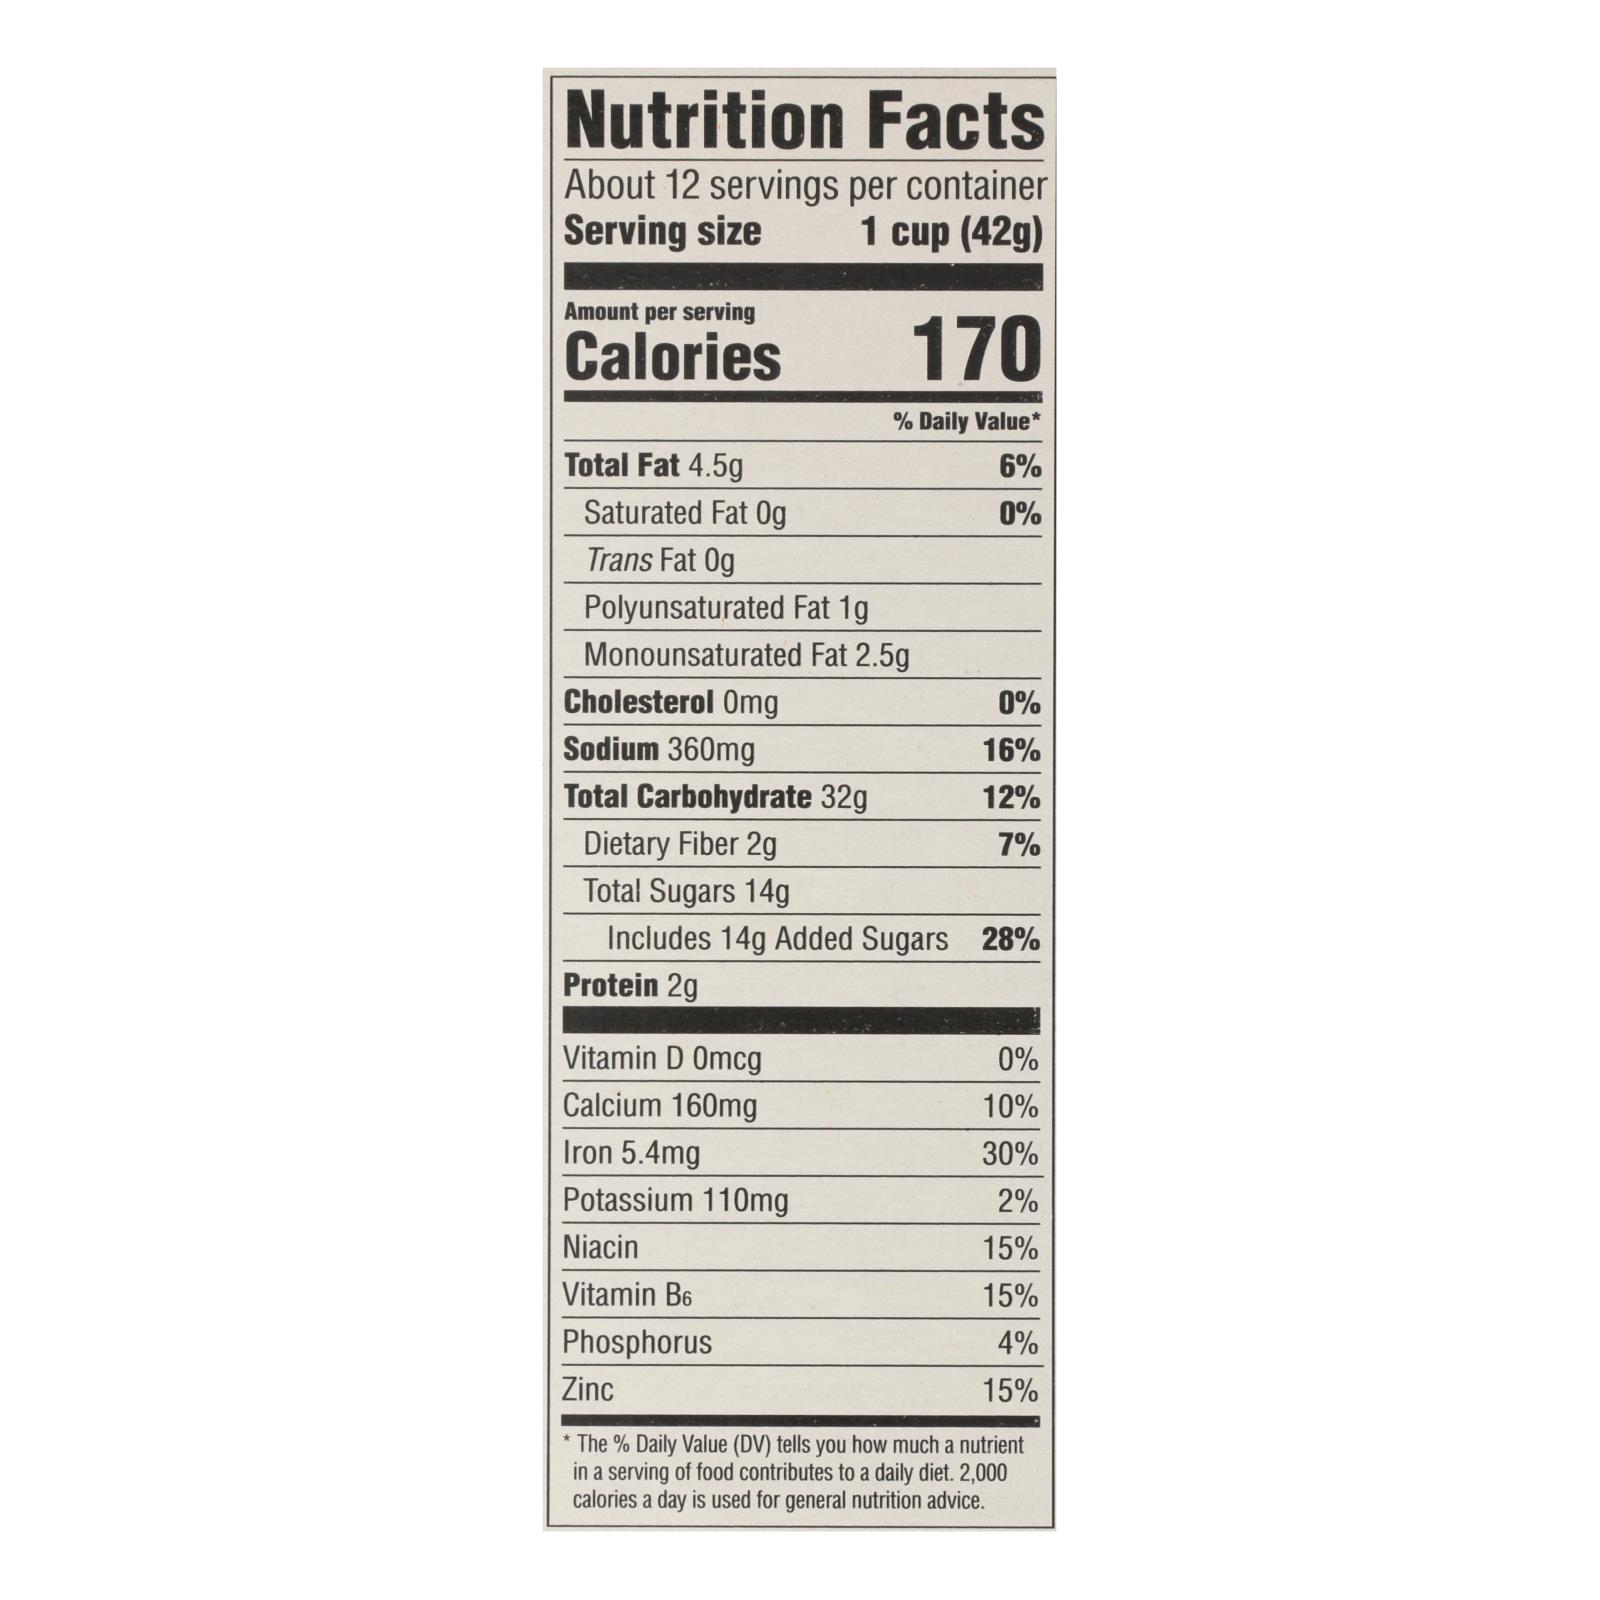 Nutrition Facts
About 12 servings per container
Serving size 1 cup (42g)
Amount per serving
Calories 170
% Daily Value*
Total Fat 4.5g 6%
Saturated Fat 0g 0%
Trans Fat 0g
Polyunsaturated Fat 1g
Monounsaturated Fat 2.5g
Cholesterol 0mg 0%
Sodium 360mg 16%
Total Carbohydrate 32g 12%
Dietary Fiber 2g 7%
Total Sugars 14g
Includes 14g Added Sugars 28%
Protein 2g
Vitamin D 0mcg 0%
Calcium 160mg 10%
Iron 5.4mg 30%
Potassium 110mg 2%
Niacin 15%
Vitamin B6 15%
Phosphorus 4%
Zinc 15%
* The % Daily Value (DV) tells you how much a nutrient
in a serving of food contributes to a daily diet. 2,000
calories a day is used for general nutrition advice.